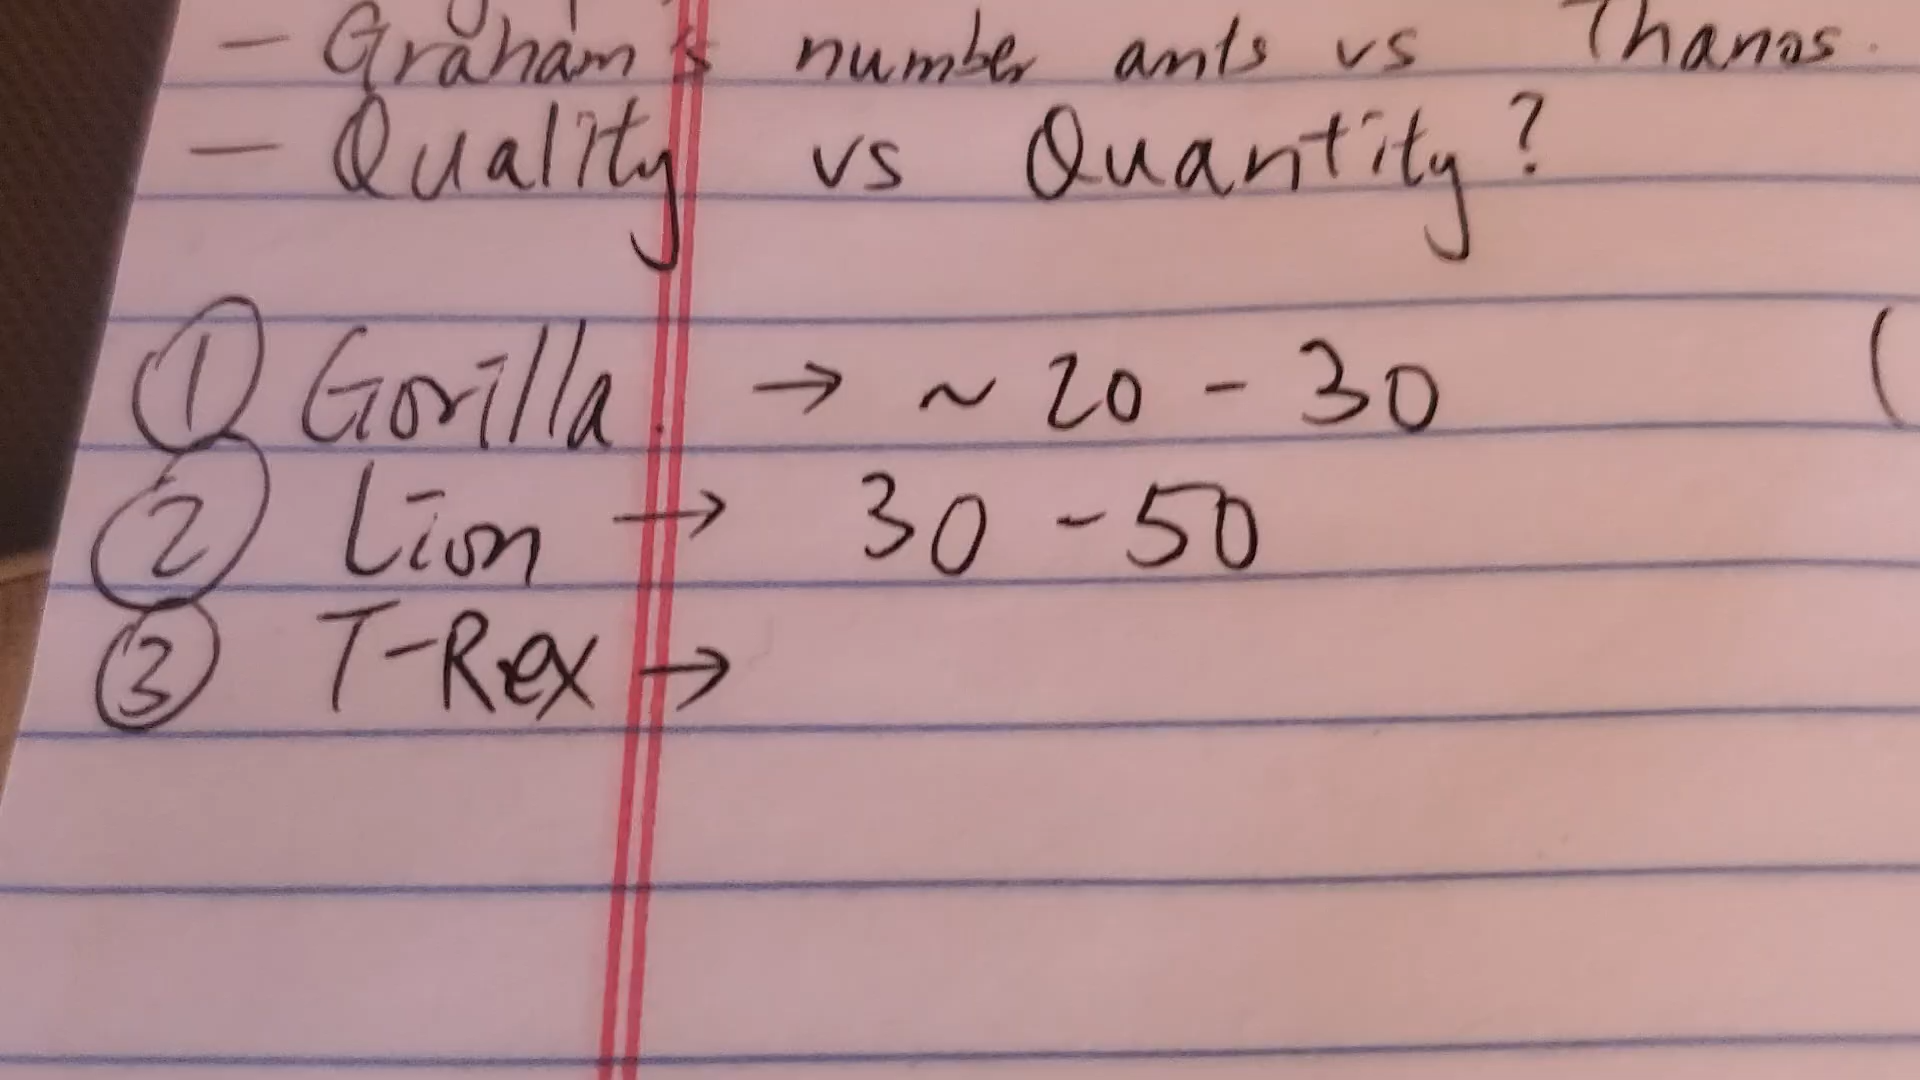 - Graham's number ants vs Thanos.
- Quality vs Quantity?
① Gorilla → ~ 20 - 30 (
② Lion → 30 - 50
③ T-Rex →